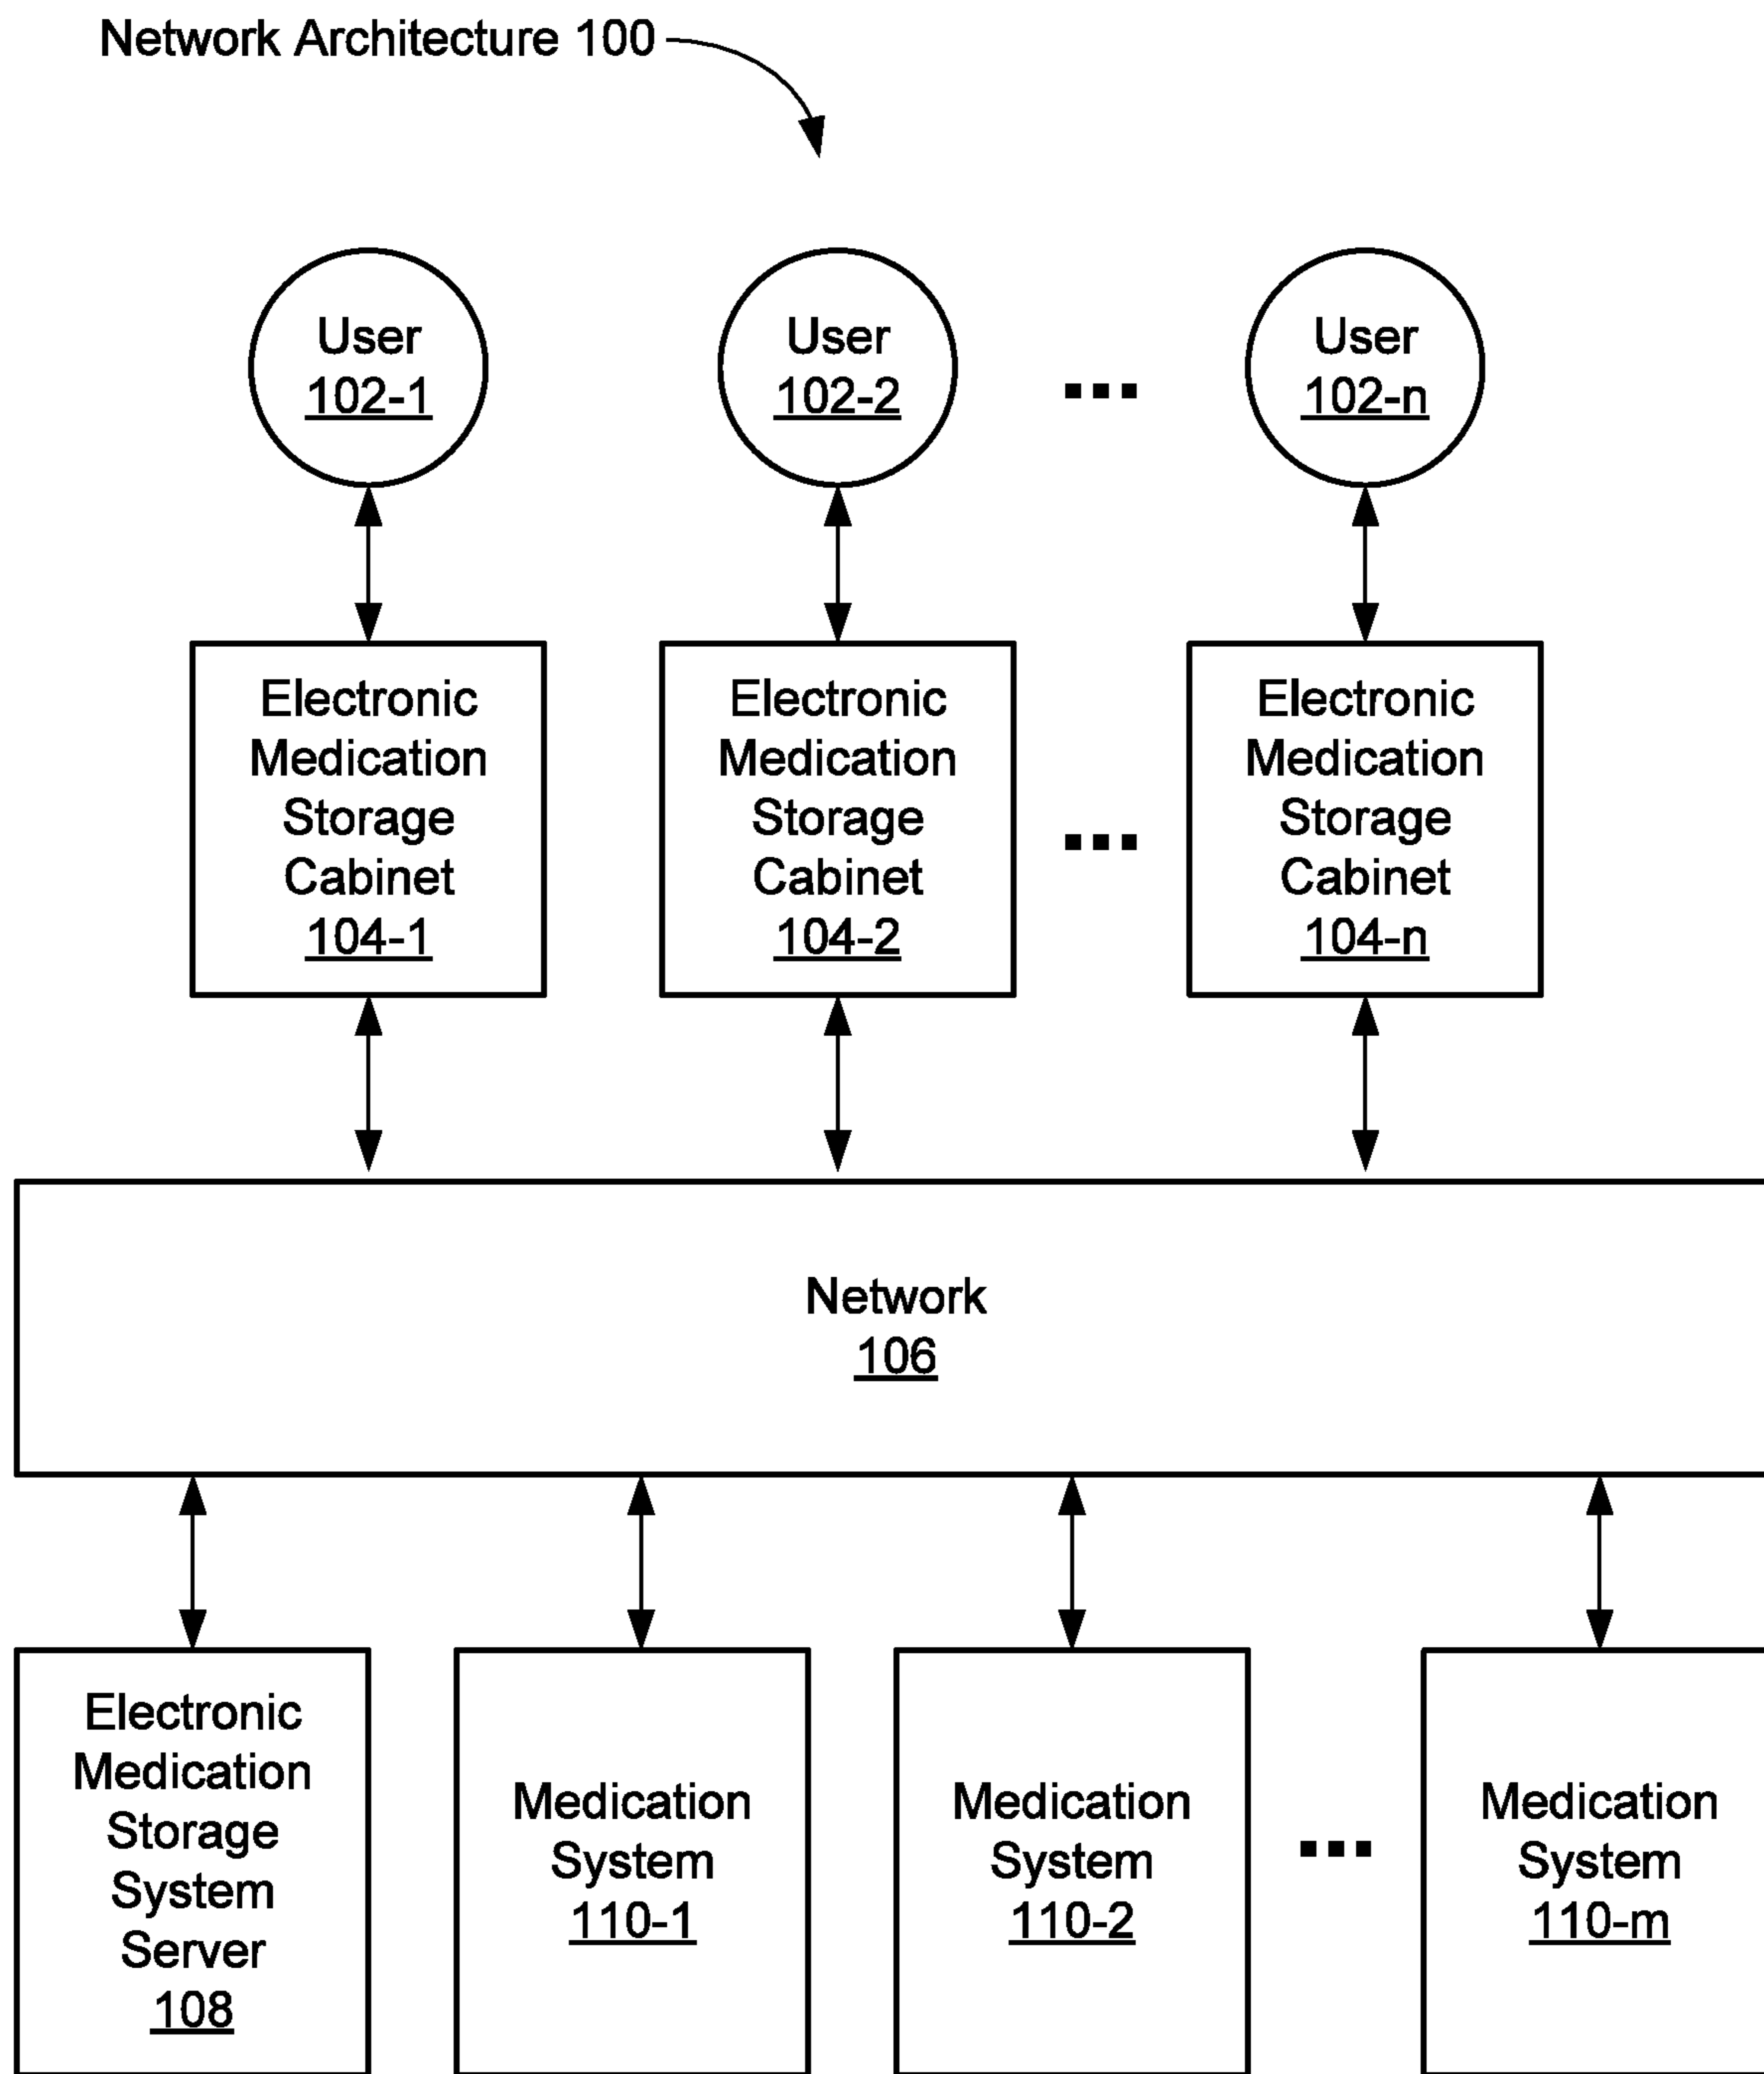 Network Architecture 100
User
102-1
User
102-2
...
User
102-n
Electronic
Medication
Storage
Cabinet
104-1
Electronic
Medication
Storage
Cabinet
104-2
...
Electronic
Medication
Storage
Cabinet
104-n
Network
106
Electronic
Medication
Storage
System
Server
108
Medication
System
110-1
Medication
System
110-2
...
Medication
System
110-m